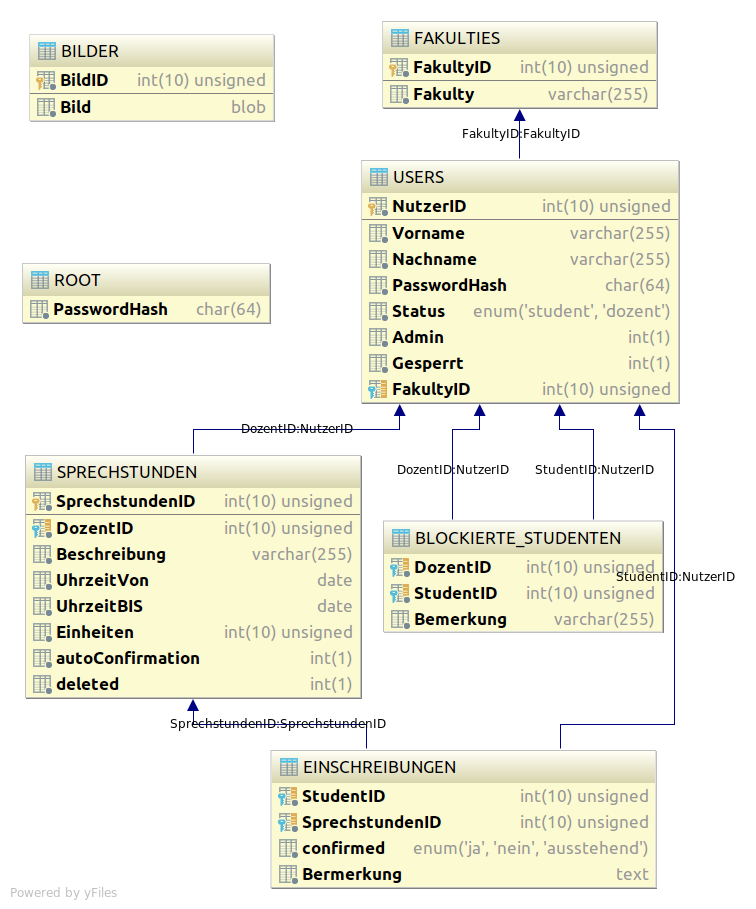 BILDER
BildID int(10) unsigned
Bild blob
FAKULTIES
FakultyID int(10) unsigned
Fakulty varchar(255)
FakultyID:FakultyID
USERS
NutzerID int(10) unsigned
Vorname varchar(255)
Nachname varchar(255)
PasswordHash char(64)
Status enum('student', 'dozent')
Admin int(1)
Gesperrt int(1)
FakultyID int(10) unsigned
ROOT
PasswordHash char(64)
DozentID:NutzerID
DozentID:NutzerID
StudentID:NutzerID
StudentID:NutzerID
SPRECHSTUNDEN
SprechstundenID int(10) unsigned
DozentID int(10) unsigned
Beschreibung varchar(255)
UhrzeitVon date
UhrzeitBIS date
Einheiten int(10) unsigned
autoConfirmation int(1)
deleted int(1)
BLOCKIERTE_STUDENTEN
DozentID int(10) unsigned
StudentID int(10) unsigned
Bemerkung varchar(255)
SprechstundenID:SprechstundenID
EINSCHREIBUNGEN
StudentID int(10) unsigned
SprechstundenID int(10) unsigned
confirmed enum('ja', 'nein', 'ausstehend')
Bermerkung text
Powered by yFiles